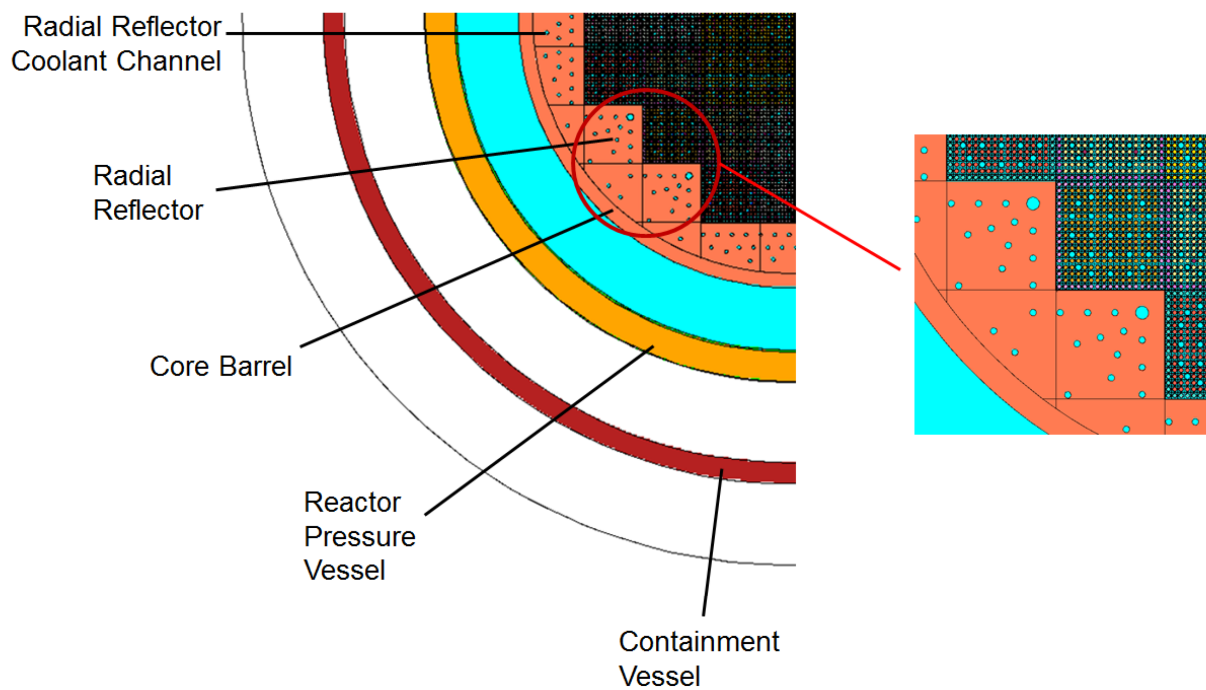 Radial Reflector
Coolant Channel
Radial
Reflector
Core Barrel
Reactor
Pressure
Vessel
Containment
Vessel